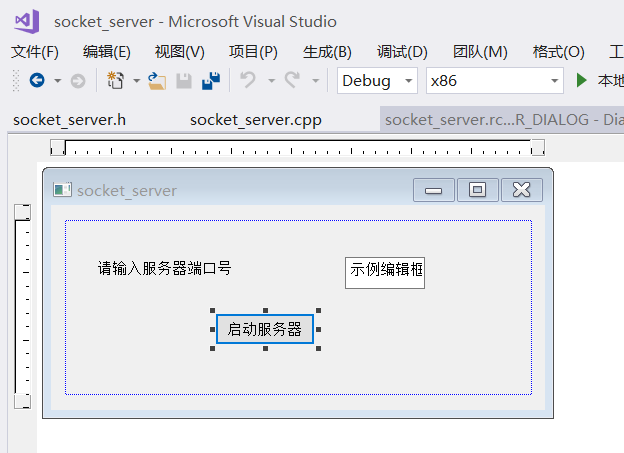 socket_server - Microsoft Visual Studio
文件(F) 编辑(E) 视图(V) 项目(P) 生成(B) 调试(D) 团队(M) 格式(O) 工
Debug x86 本地
socket_server.h socket_server.cpp socket_server.rc...R_DIALOG - Dia
socket_server
请输入服务器端口号 示例编辑框
启动服务器